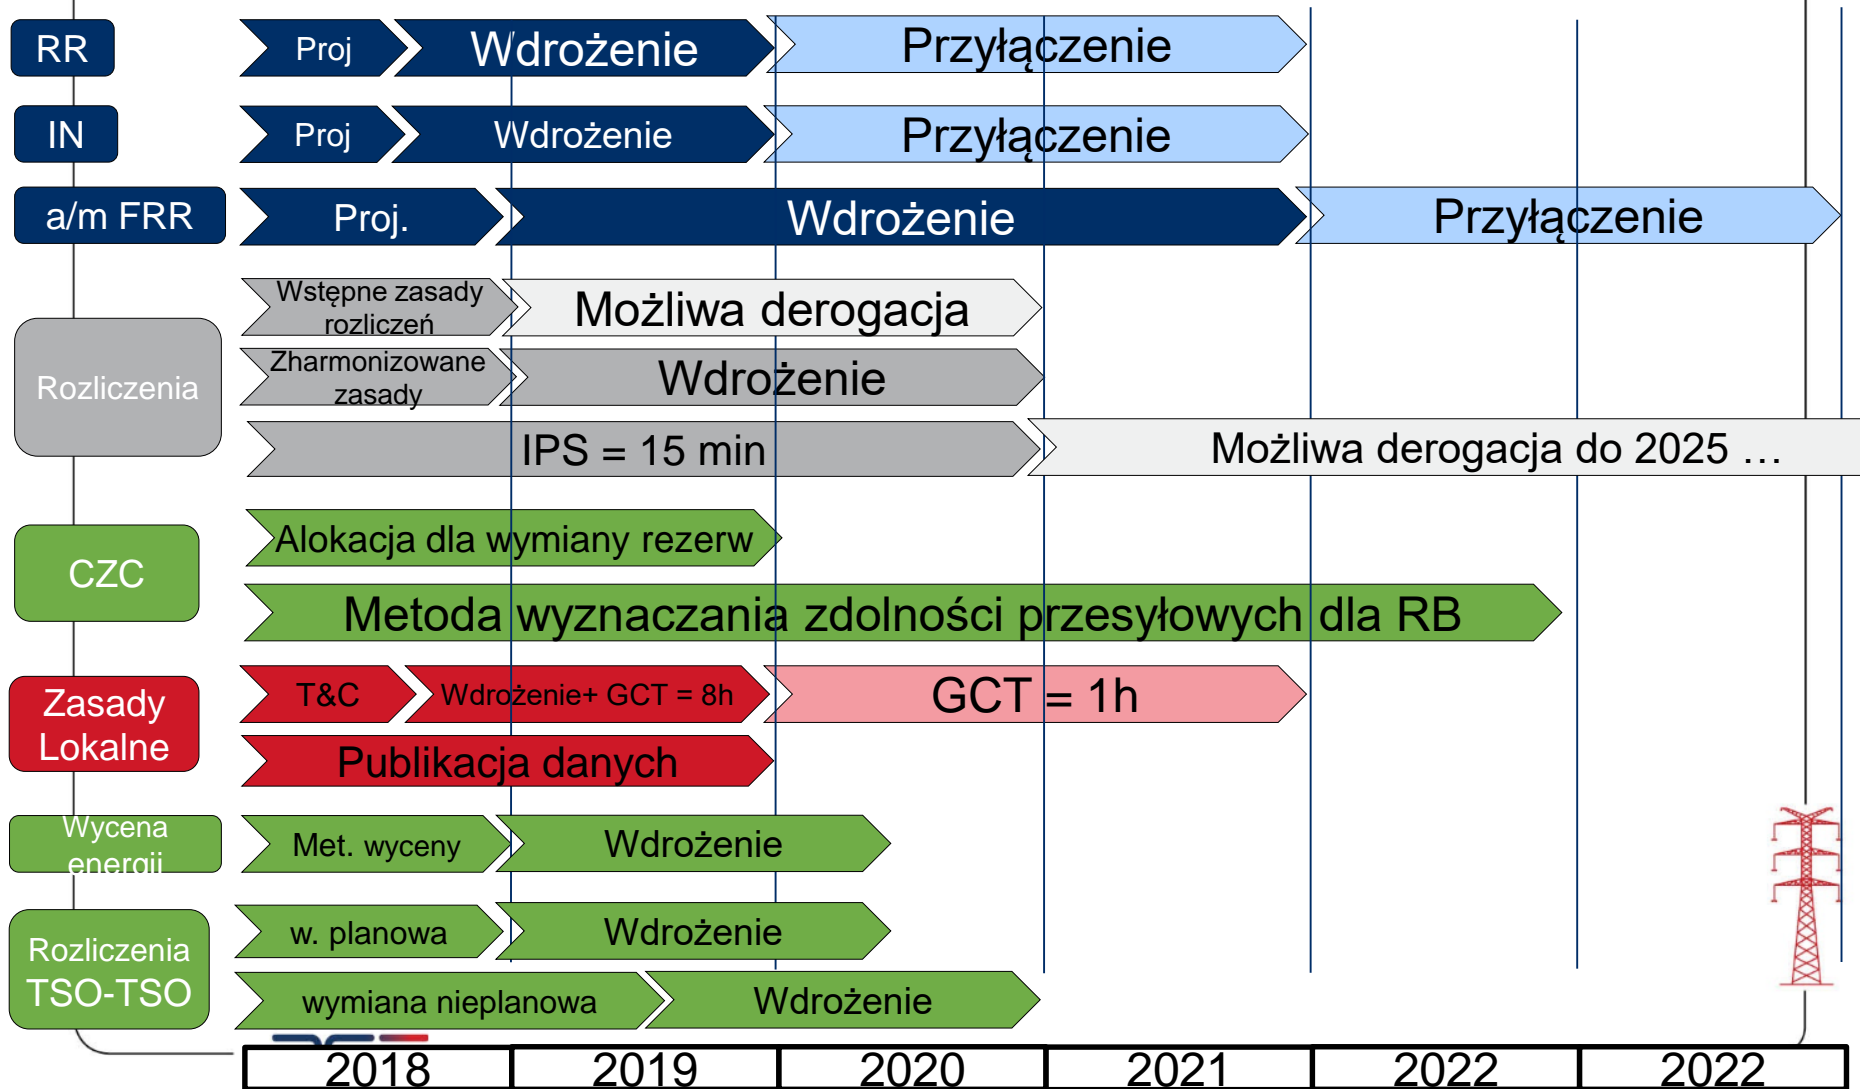 RR
Proj
Wdrożenie
Przyłączenie
IN
Proj
Wdrożenie
Przyłączenie
a/m FRR
Proj.
Wdrożenie
Przyłączenie
Rozliczenia
Wstępne zasady
rozliczeń
Możliwa derogacja
Zharmonizowane
zasady
Wdrożenie
IPS = 15 min
Możliwa derogacja do 2025 …
CZC
Alokacja dla wymiany rezerw
Metoda wyznaczania zdolności przesyłowych dla RB
Zasady
Lokalne
T&C
Wdrożenie+ GCT = 8h
GCT = 1h
Publikacja danych
Wycena
energii
Met. wyceny
Wdrożenie
Rozliczenia
TSO-TSO
w. planowa
Wdrożenie
wymiana nieplanowa
Wdrożenie
2018
2019
2020
2021
2022
2022